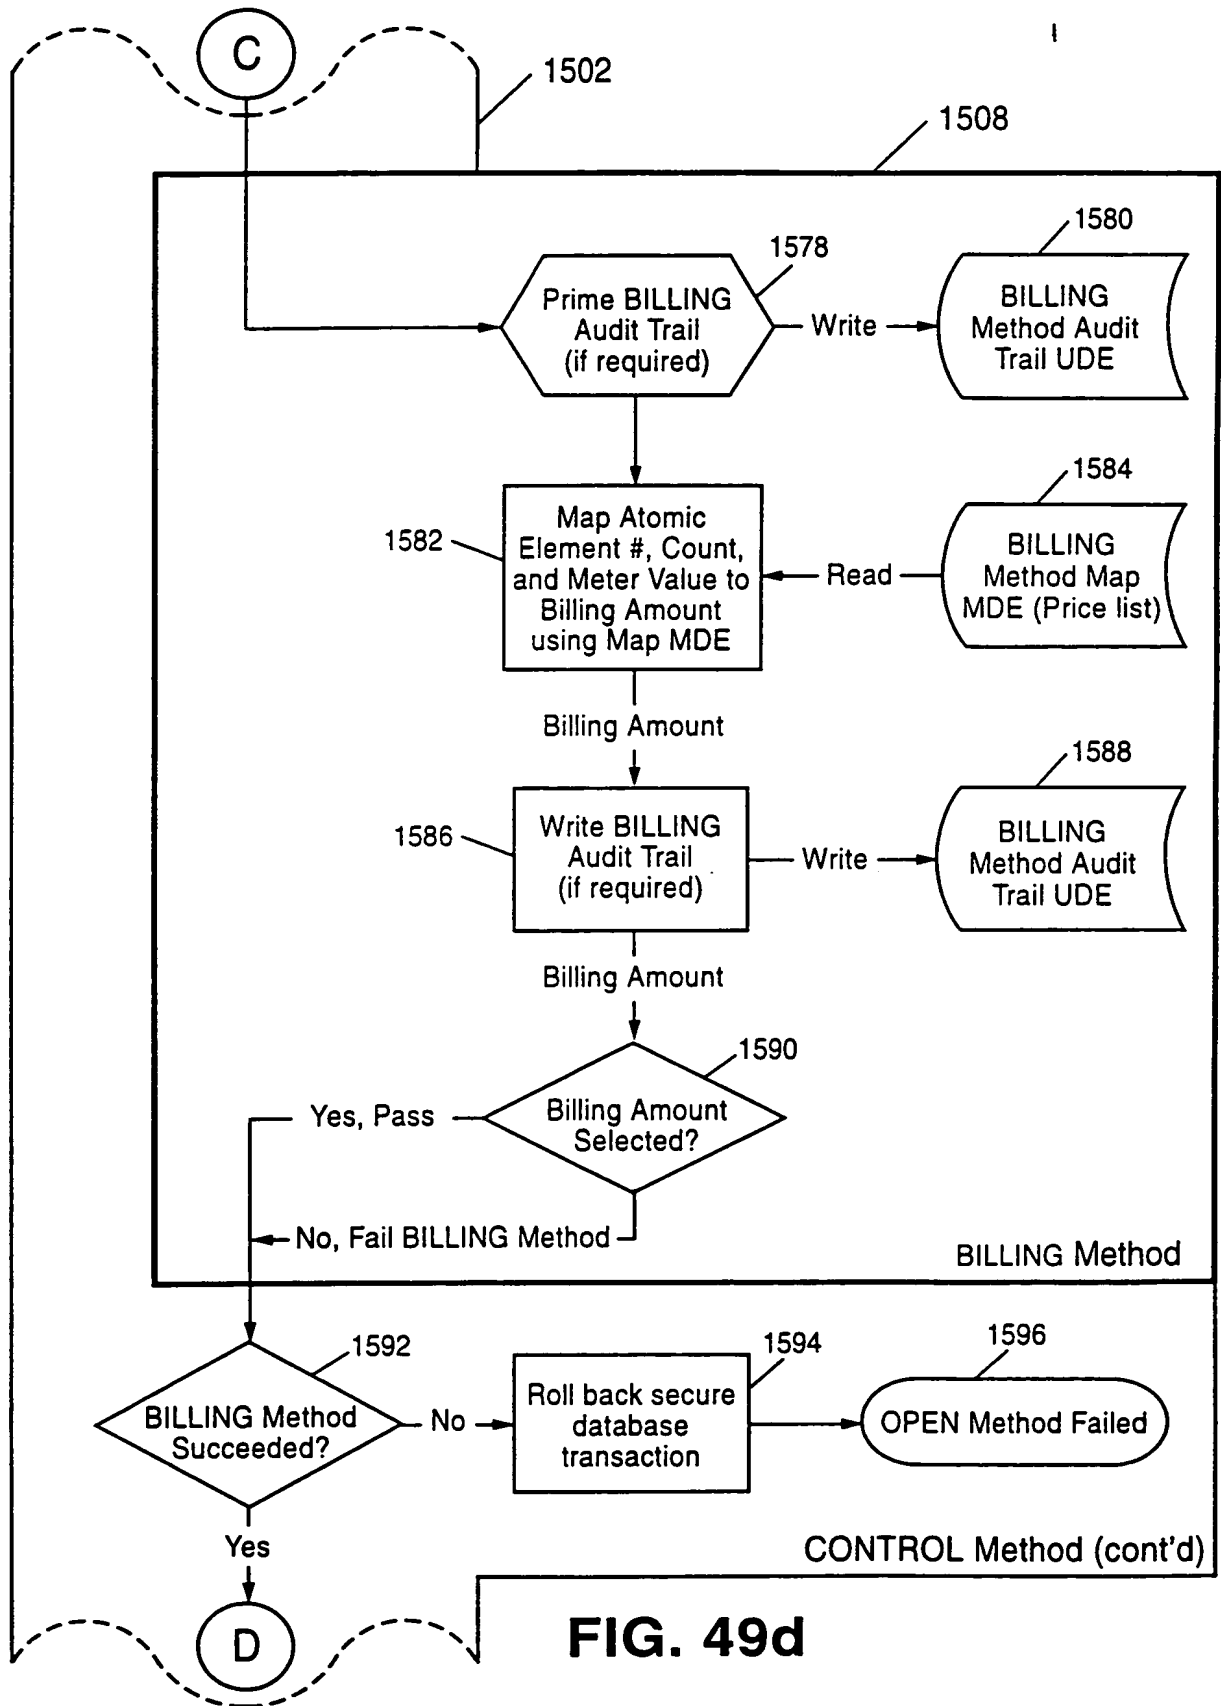 C
1502
1508
1578
1580
Prime BILLING
Audit Trail
(if required)
Write
BILLING
Method Audit
Trail UDE
1582
1584
Map Atomic
Element #, Count,
and Meter Value to
Billing Amount
using Map MDE
Read
BILLING
Method Map
MDE (Price list)
Billing Amount
1586
1588
Write BILLING
Audit Trail
(if required)
Write
BILLING
Method Audit
Trail UDE
Billing Amount
1590
Yes, Pass
Billing Amount
Selected?
No, Fail BILLING Method
BILLING Method
1592
1594
1596
BILLING Method
Succeeded?
No
Roll back secure
database
transaction
OPEN Method Failed
Yes
CONTROL Method (cont'd)
D
FIG. 49d